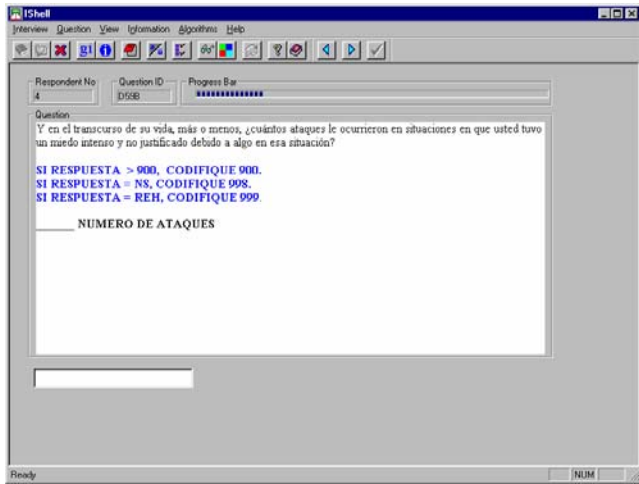 IShell
Interview Question View Information Algorithms Help
Respondent No
Question ID
Progress Bar
4
D59B
Question
Y en el transcurso de su vida, más o menos, ¿cuántos ataques le ocurrieron en situaciones en que usted tuvo
un miedo intenso y no justificado debido a algo en esa situación?
SI RESPUESTA > 900, CODIFIQUE 900.
SI RESPUESTA = NS, CODIFIQUE 998.
SI RESPUESTA = REH, CODIFIQUE 999.
______ NUMERO DE ATAQUES
Ready
NUM